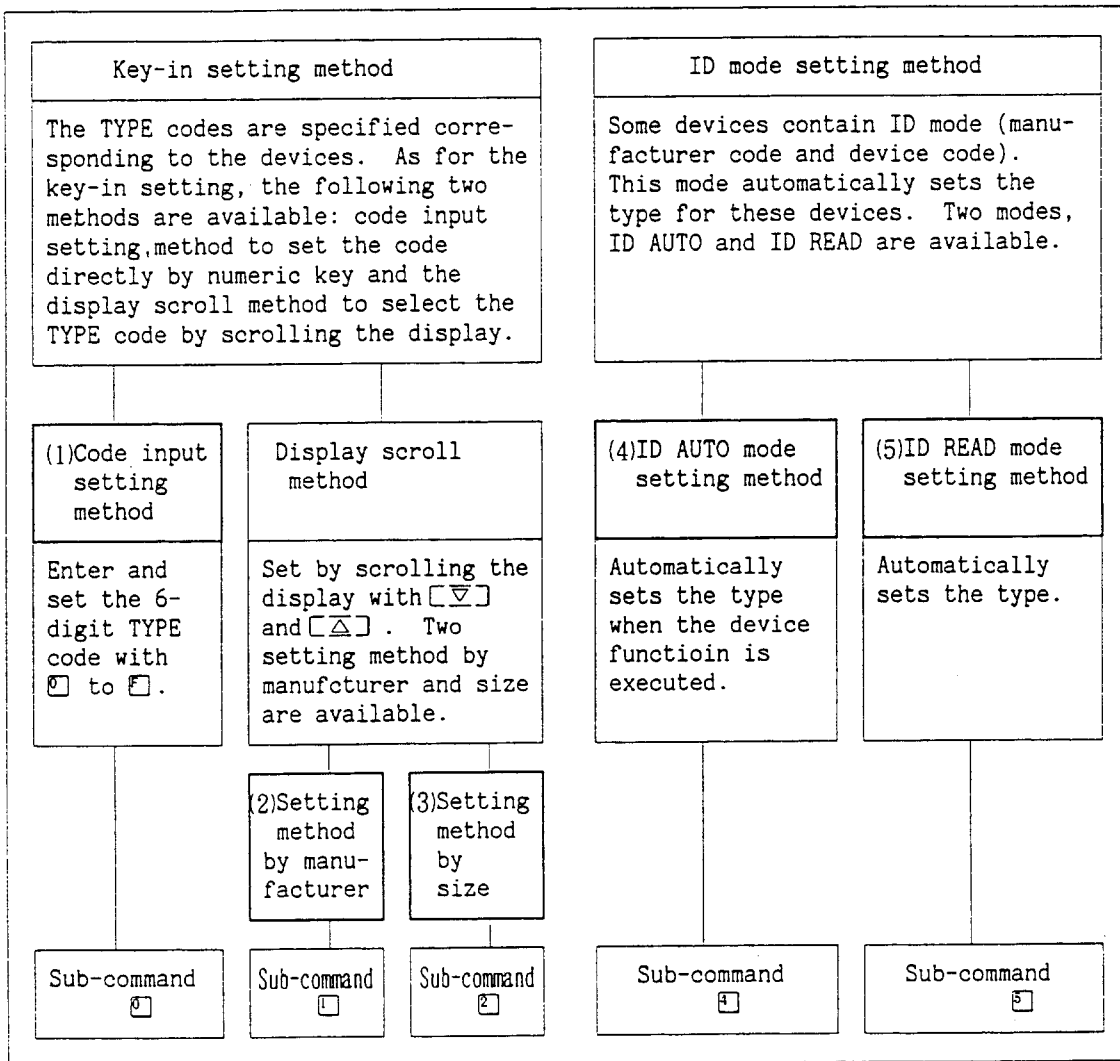 Key-in setting method
The TYPE codes are specified corre-
sponding to the devices. As for the
key-in setting, the following two
methods are available: code input
setting,method to set the code
directly by numeric key and the
display scroll method to select the
TYPE code by scrolling the display.
ID mode setting method
Some devices contain ID mode (manu-
facturer code and device code).
This mode automatically sets the
type for these devices. Two modes,
ID AUTO and ID READ are available.
(1)Code input
setting
method
Enter and
set the 6-
digit TYPE
code with
0 to F.
Display scroll
method
Set by scrolling the
display with [▽]
and [△] . Two
setting method by
manufcturer and size
are available.
(2)Setting
method
by manu-
facturer
(3)Setting
method
by
size
(4)ID AUTO mode
setting method
Automatically
sets the type
when the device
functioin is
executed.
(5)ID READ mode
setting method
Automatically
sets the type.
Sub-command
0
Sub-command
1
Sub-command
2
Sub-command
4
Sub-command
5